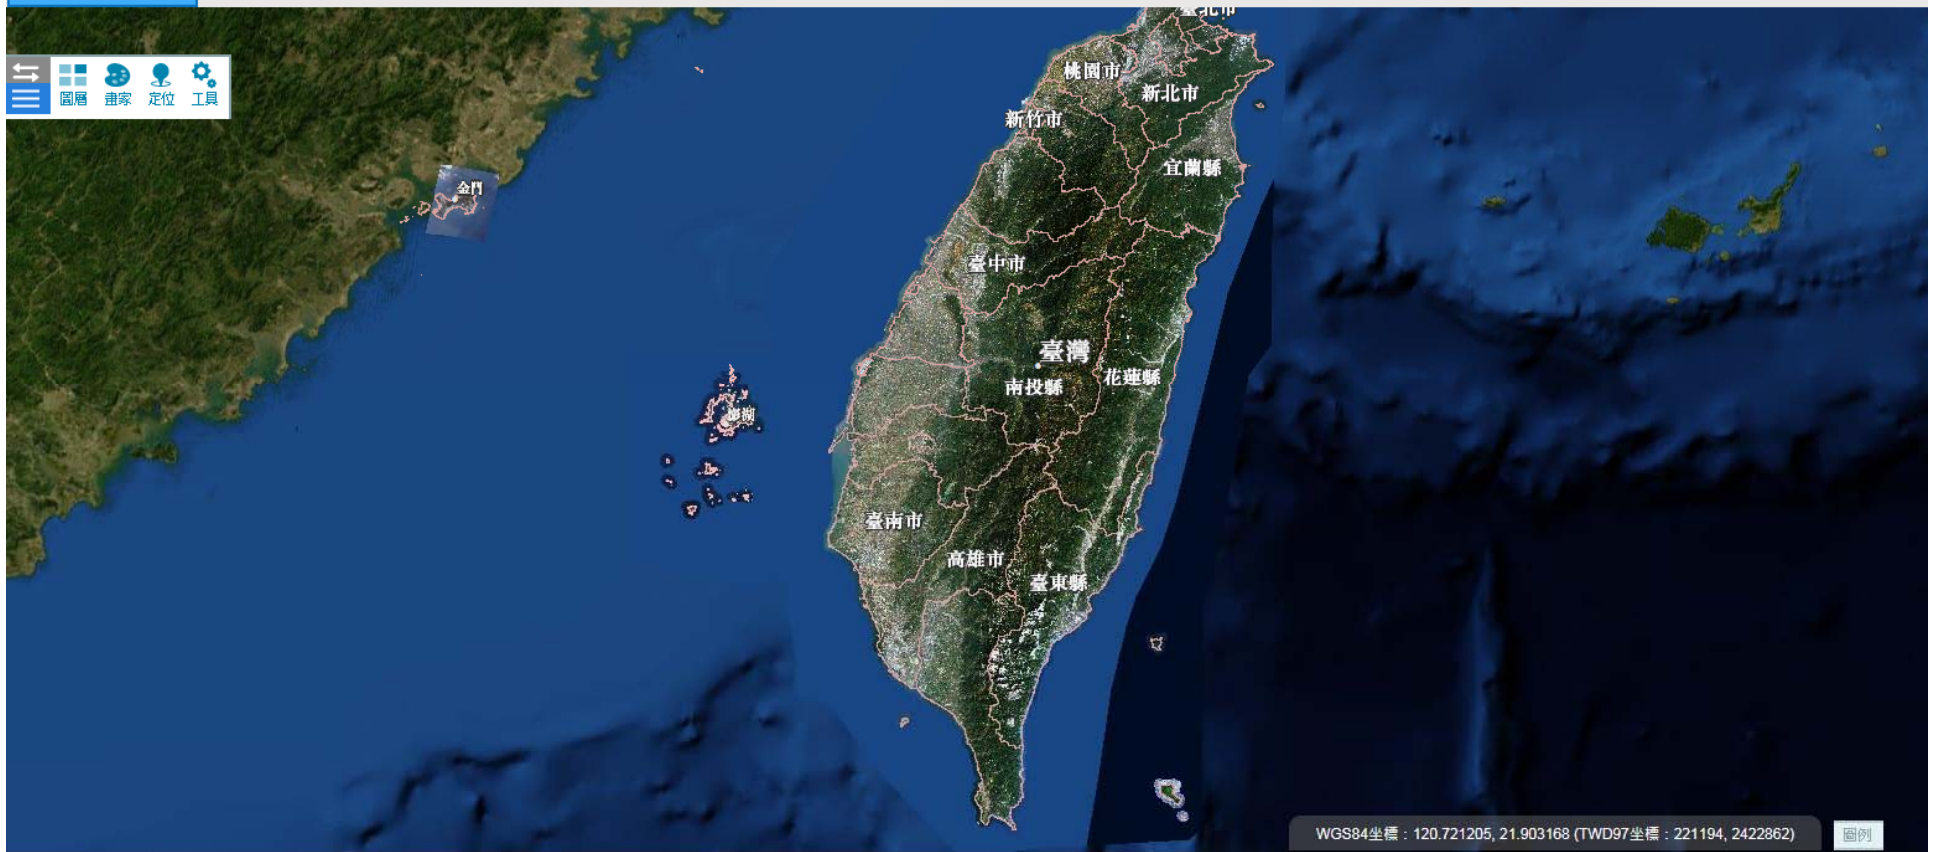 臺北市
桃園市
圖層 畫家 定位 工具
新北市
新竹市
宜蘭縣
金門
臺中市
臺灣
花蓮縣
南投縣
澎湖
臺南市
高雄市
臺東縣
WGS84坐標：120.721205, 21.903168 (TWD97坐標：221194, 2422862)
圖例